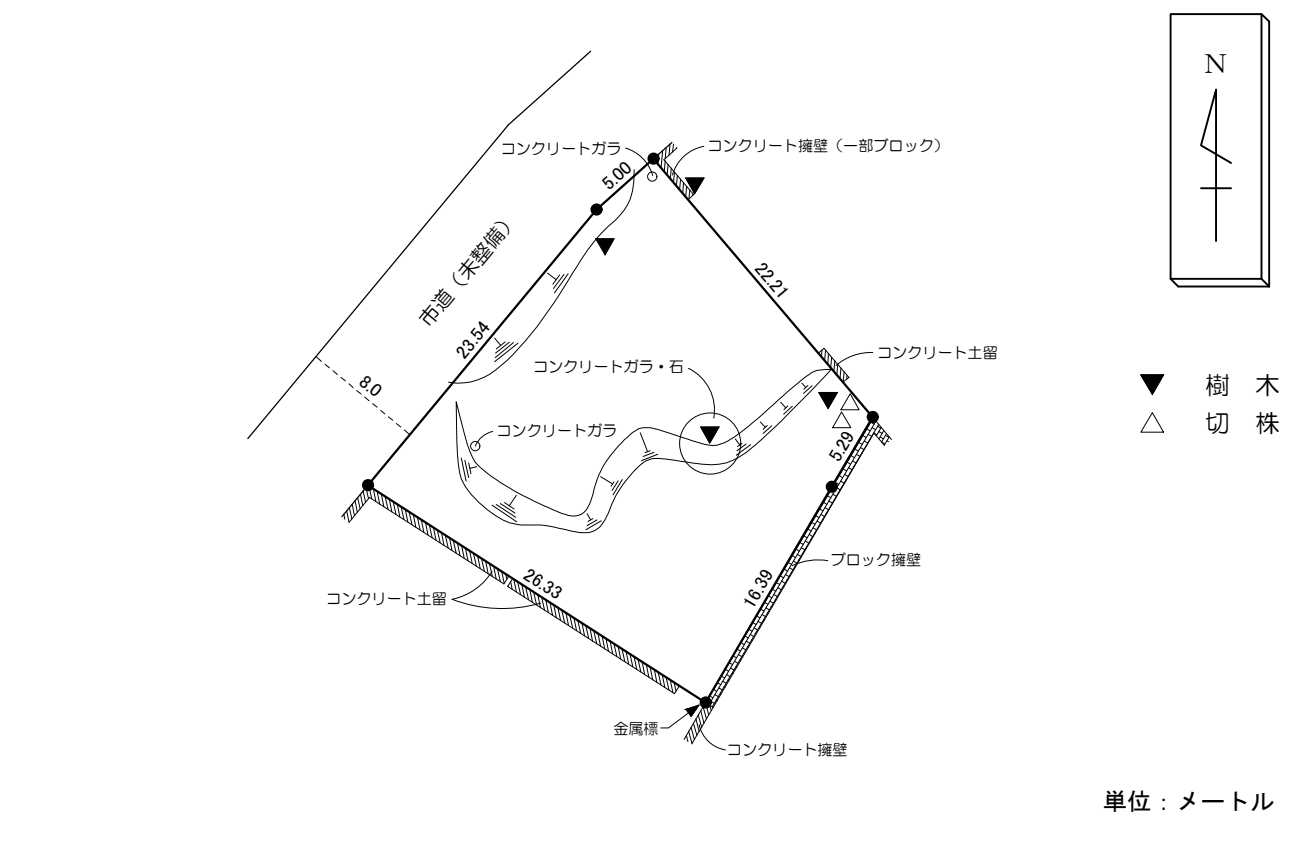 N
コンクリートガラ
コンクリート擁壁（一部ブロック）
5.00
市道（未整備）
22.21
23.54
コンクリート土留
コンクリートガラ・石
8.0
樹 木
切 株
コンクリートガラ
5.29
ブロック擁壁
26.33
16.39
コンクリート土留
金属標
コンクリート擁壁
単位：メートル